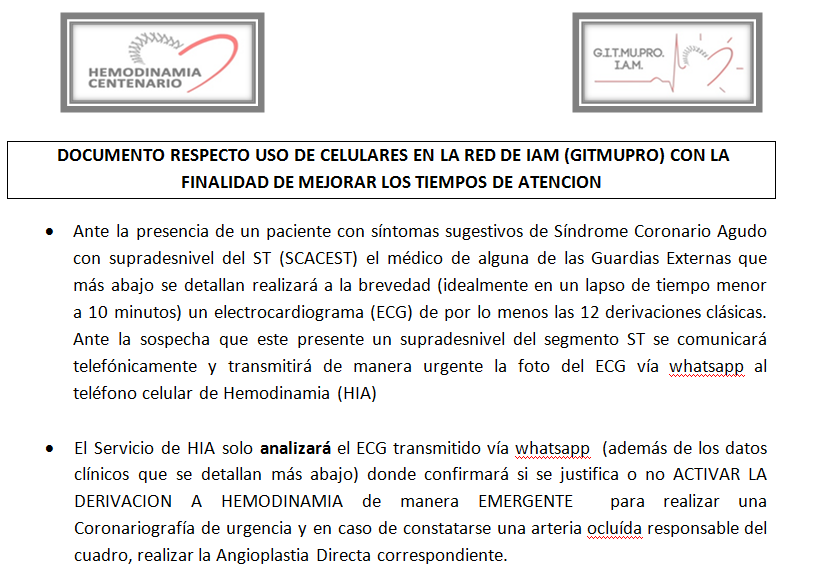 HEMODINAMIA
CENTENARIO
G.I.T.MU.PRO.
I.A.M.
DOCUMENTO RESPECTO USO DE CELULARES EN LA RED DE IAM (GITMUPRO) CON LA
FINALIDAD DE MEJORAR LOS TIEMPOS DE ATENCION
• Ante la presencia de un paciente con síntomas sugestivos de Síndrome Coronario Agudo
con supradesnivel del ST (SCACEST) el médico de alguna de las Guardias Externas que
más abajo se detallan realizará a la brevedad (idealmente en un lapso de tiempo menor
a 10 minutos) un electrocardiograma (ECG) de por lo menos las 12 derivaciones clásicas.
Ante la sospecha que este presente un supradesnivel del segmento ST se comunicará
telefónicamente y transmitirá de manera urgente la foto del ECG vía whatsapp al
teléfono celular de Hemodinamia (HIA)
• El Servicio de HIA solo analizará el ECG transmitido vía whatsapp (además de los datos
clínicos que se detallan más abajo) donde confirmará si se justifica o no ACTIVAR LA
DERIVACION A HEMODINAMIA de manera EMERGENTE para realizar una
Coronariografía de urgencia y en caso de constatarse una arteria ocluída responsable del
cuadro, realizar la Angioplastia Directa correspondiente.